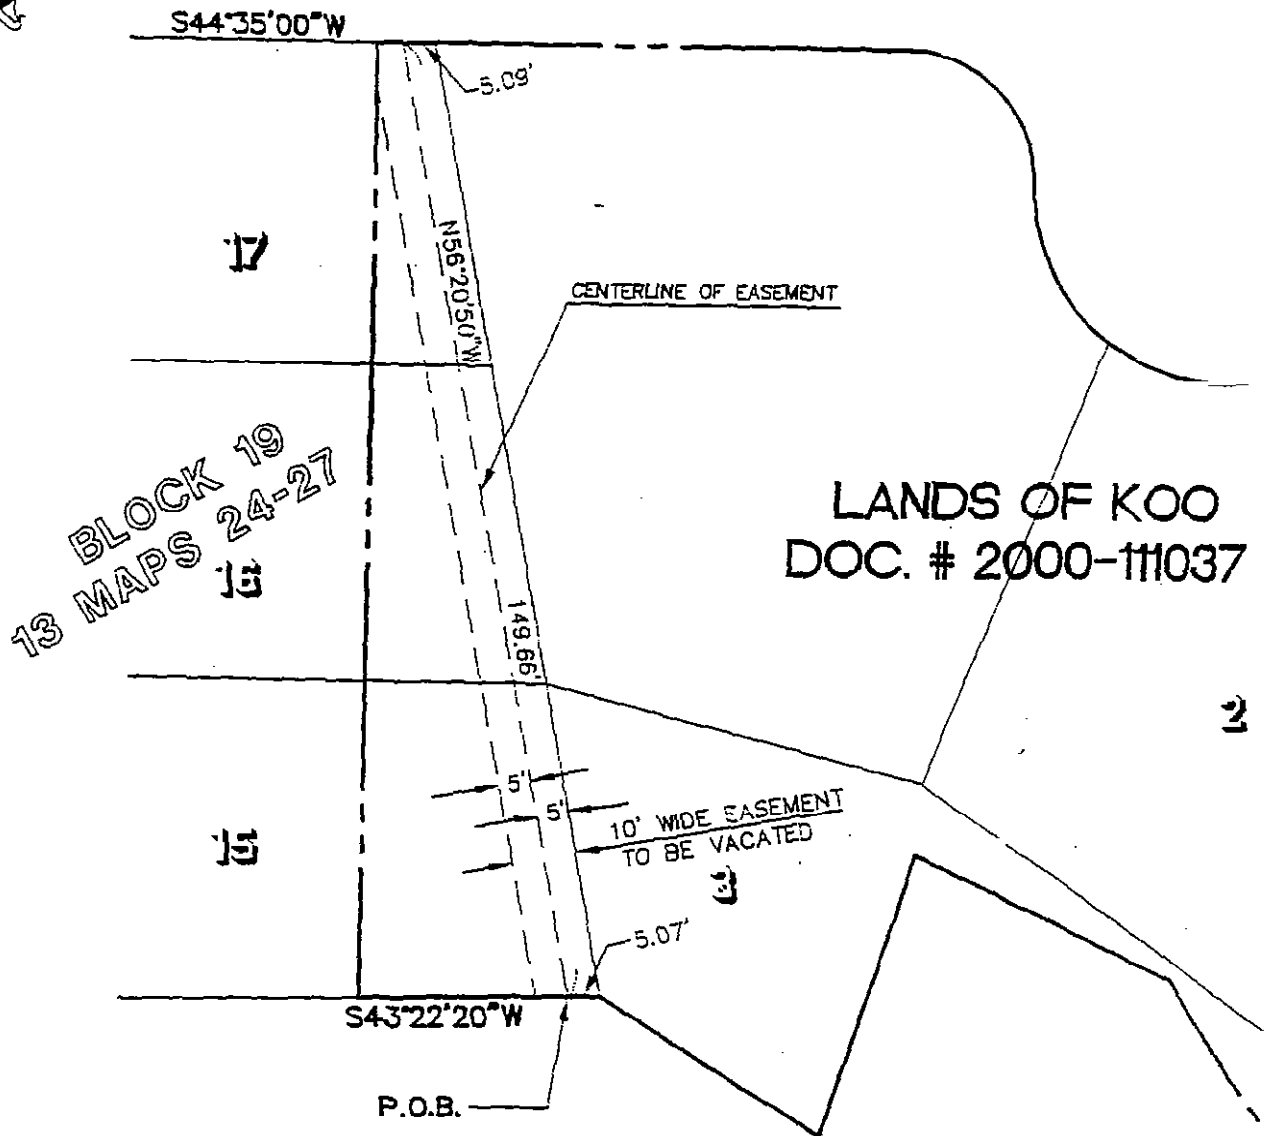 S44°35'00"W
5.09'
17
N56°20'50"W
CENTERLINE OF EASEMENT
BLOCK 19
13 MAPS 24-27
LANDS OF KOO
DOC. # 2000-111037
16
149.66'
2
5'
5'
10' WIDE EASEMENT
TO BE VACATED
15
3
5.07'
S43°22'20"W
P.O.B.